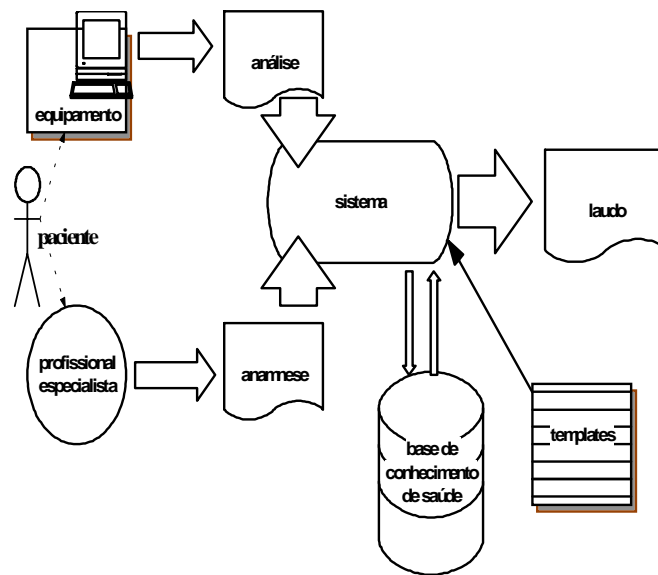 análise
equipamento
sistema
laudo
paciente
profissional
especialista
anamnese
base de
conhecimento
de saúde
templates